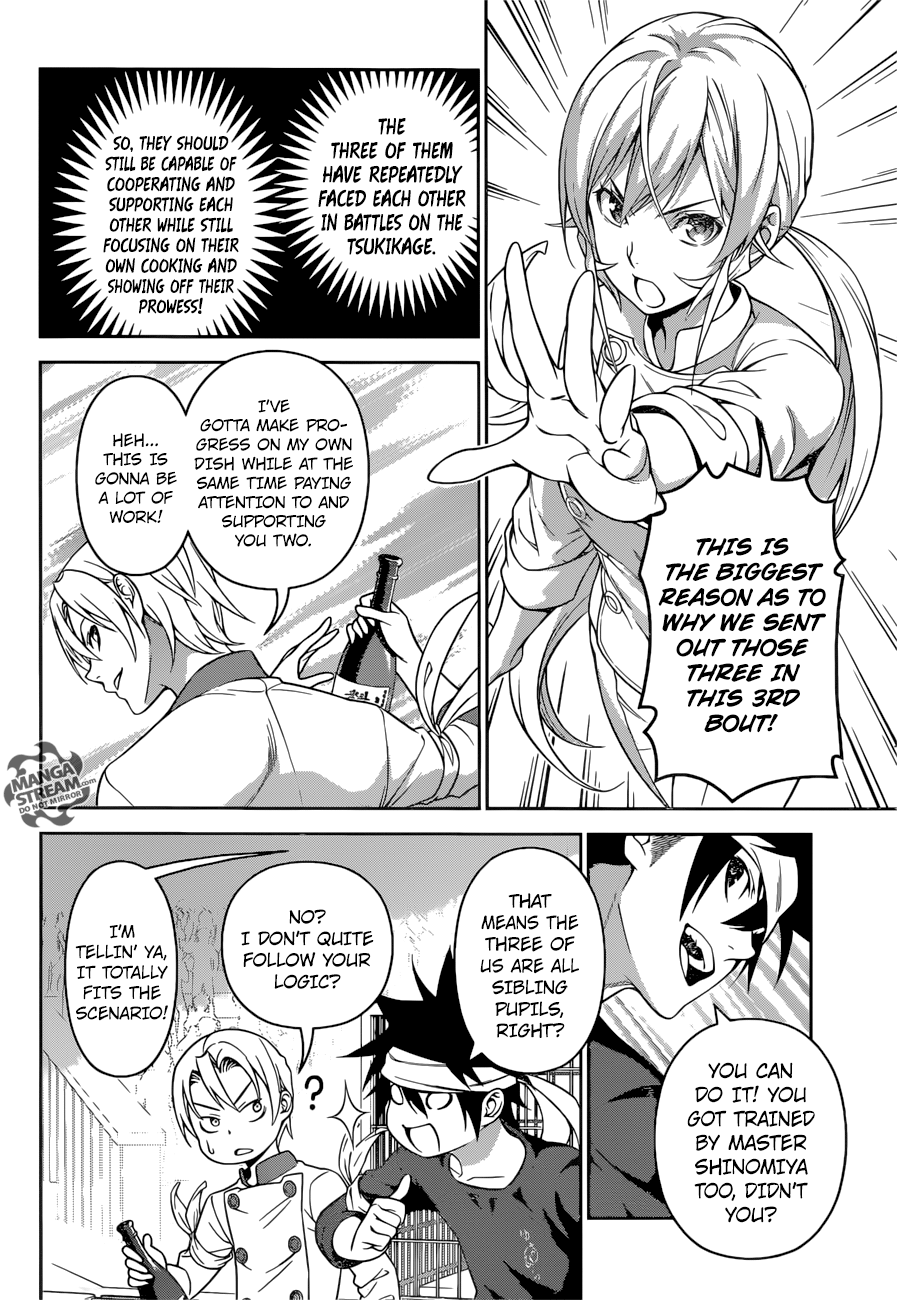 THE
THREE OF THEM
HAVE REPEATEDLY
FACED EACH OTHER
IN BATTLES ON THE
TSUKIKAGE.
SO, THEY SHOULD
STILL BE CAPABLE OF
COOPERATING AND
SUPPORTING EACH
OTHER WHILE STILL
FOCUSING ON THEIR
OWN COOKING AND
SHOWING OFF THEIR
PROWESS!
THIS IS
THE BIGGEST
REASON AS TO
WHY WE SENT
OUT THOSE
THREE IN
THIS 3RD
BOUT!
I'VE
GOTTA MAKE PRO-
GRESS ON MY OWN
DISH WHILE AT THE
SAME TIME PAYING
ATTENTION TO AND
SUPPORTING
YOU TWO.
HEH...
THIS IS
GONNA BE
A LOT OF
WORK!
MANGA
STREAM.com
DO NOT MIRROR
YOU CAN
DO IT! YOU
GOT TRAINED
BY MASTER
SHINOMIYA
TOO, DIDN'T
YOU?
THAT
MEANS THE
THREE OF
US ARE ALL
SIBLING
PUPILS,
RIGHT?
NO?
I DON'T QUITE
FOLLOW YOUR
LOGIC?
I'M
TELLIN' YA,
IT TOTALLY
FITS THE
SCENARIO!
?